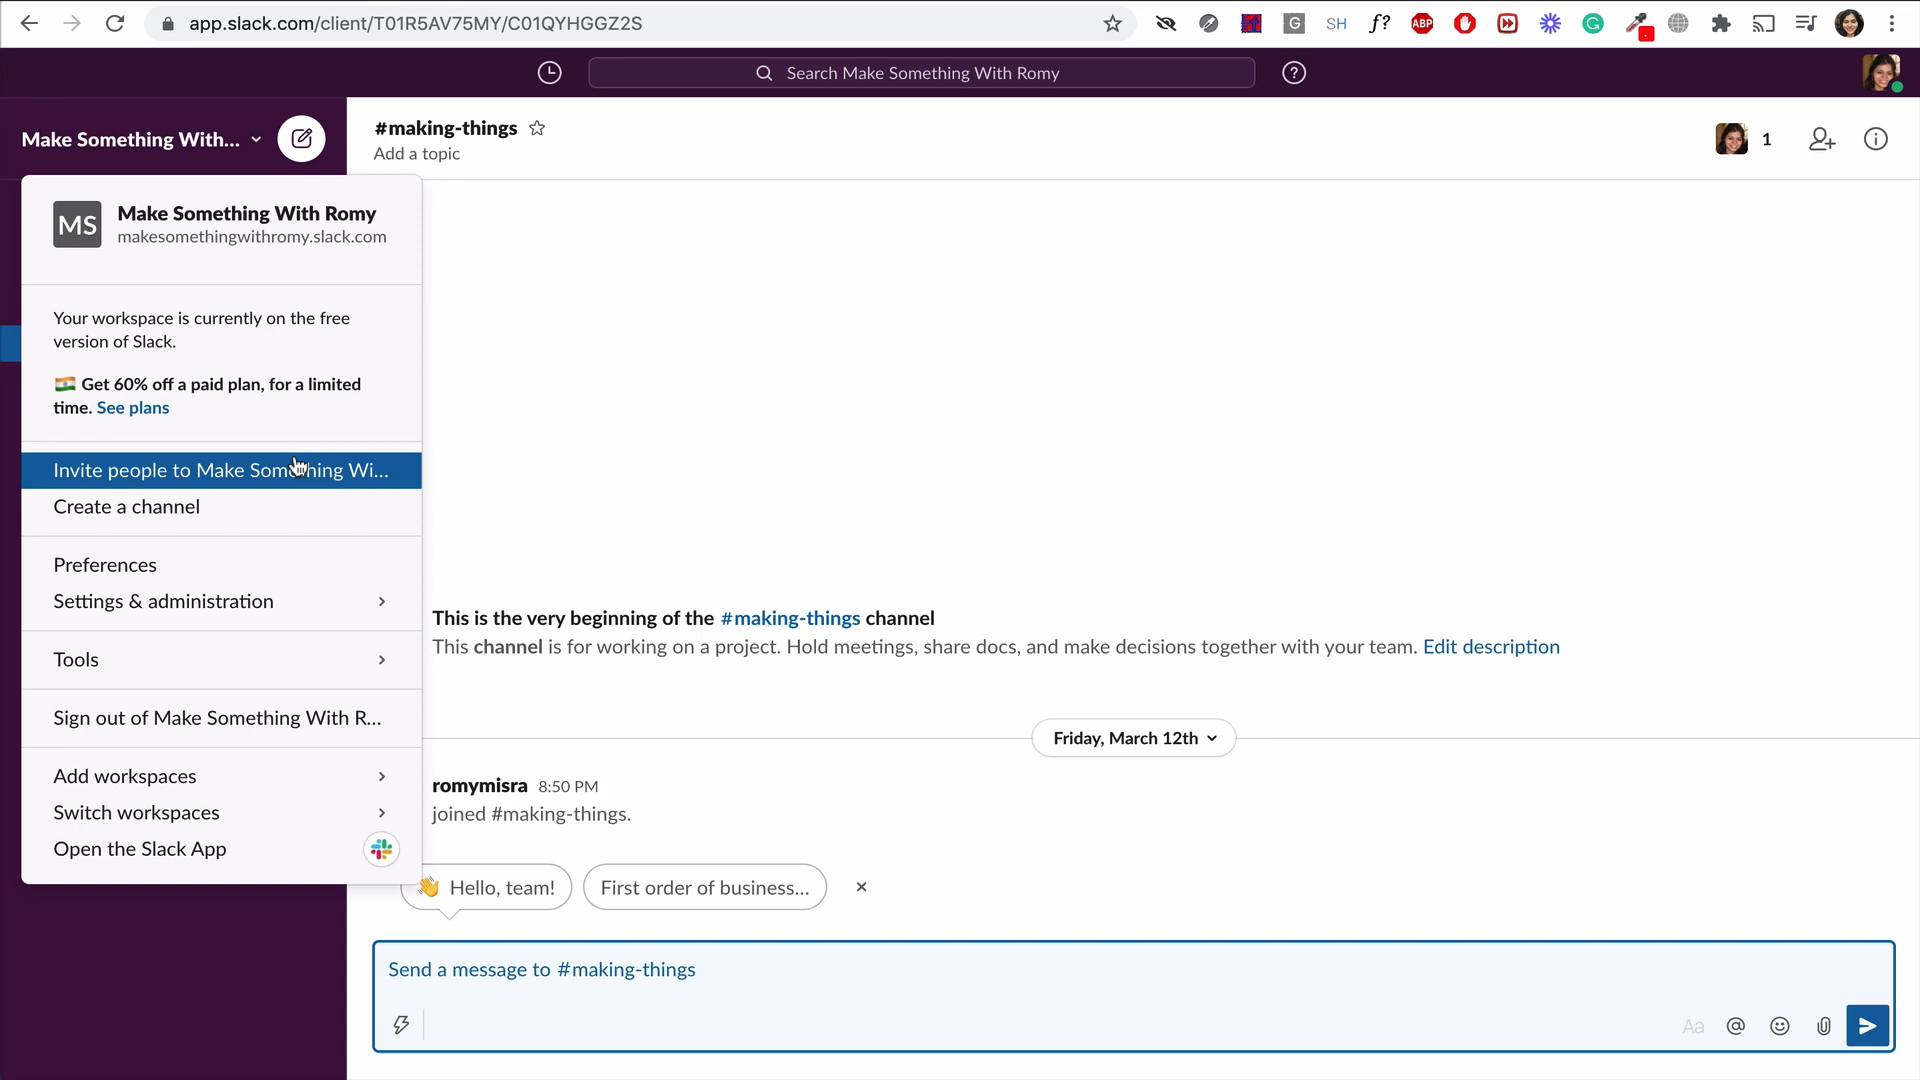 app.slack.com/client/T01R5AV75MY/C01QYHGGZ2S
G
SH
f?
ABP
Search Make Something With Romy
Make Something With...
#making-things
Add a topic
1
MS
Make Something With Romy
makesomethingwithromy.slack.com
Your workspace is currently on the free
version of Slack.
🇮🇳 Get 60% off a paid plan, for a limited
time. See plans
Invite people to Make Something Wi...
Create a channel
Preferences
Settings & administration
Tools
Sign out of Make Something With R...
Add workspaces
Switch workspaces
Open the Slack App
This is the very beginning of the #making-things channel
This channel is for working on a project. Hold meetings, share docs, and make decisions together with your team. Edit description
Friday, March 12th
romymisra 8:50 PM
joined #making-things.
👋 Hello, team!
First order of business...
Send a message to #making-things
Aa @